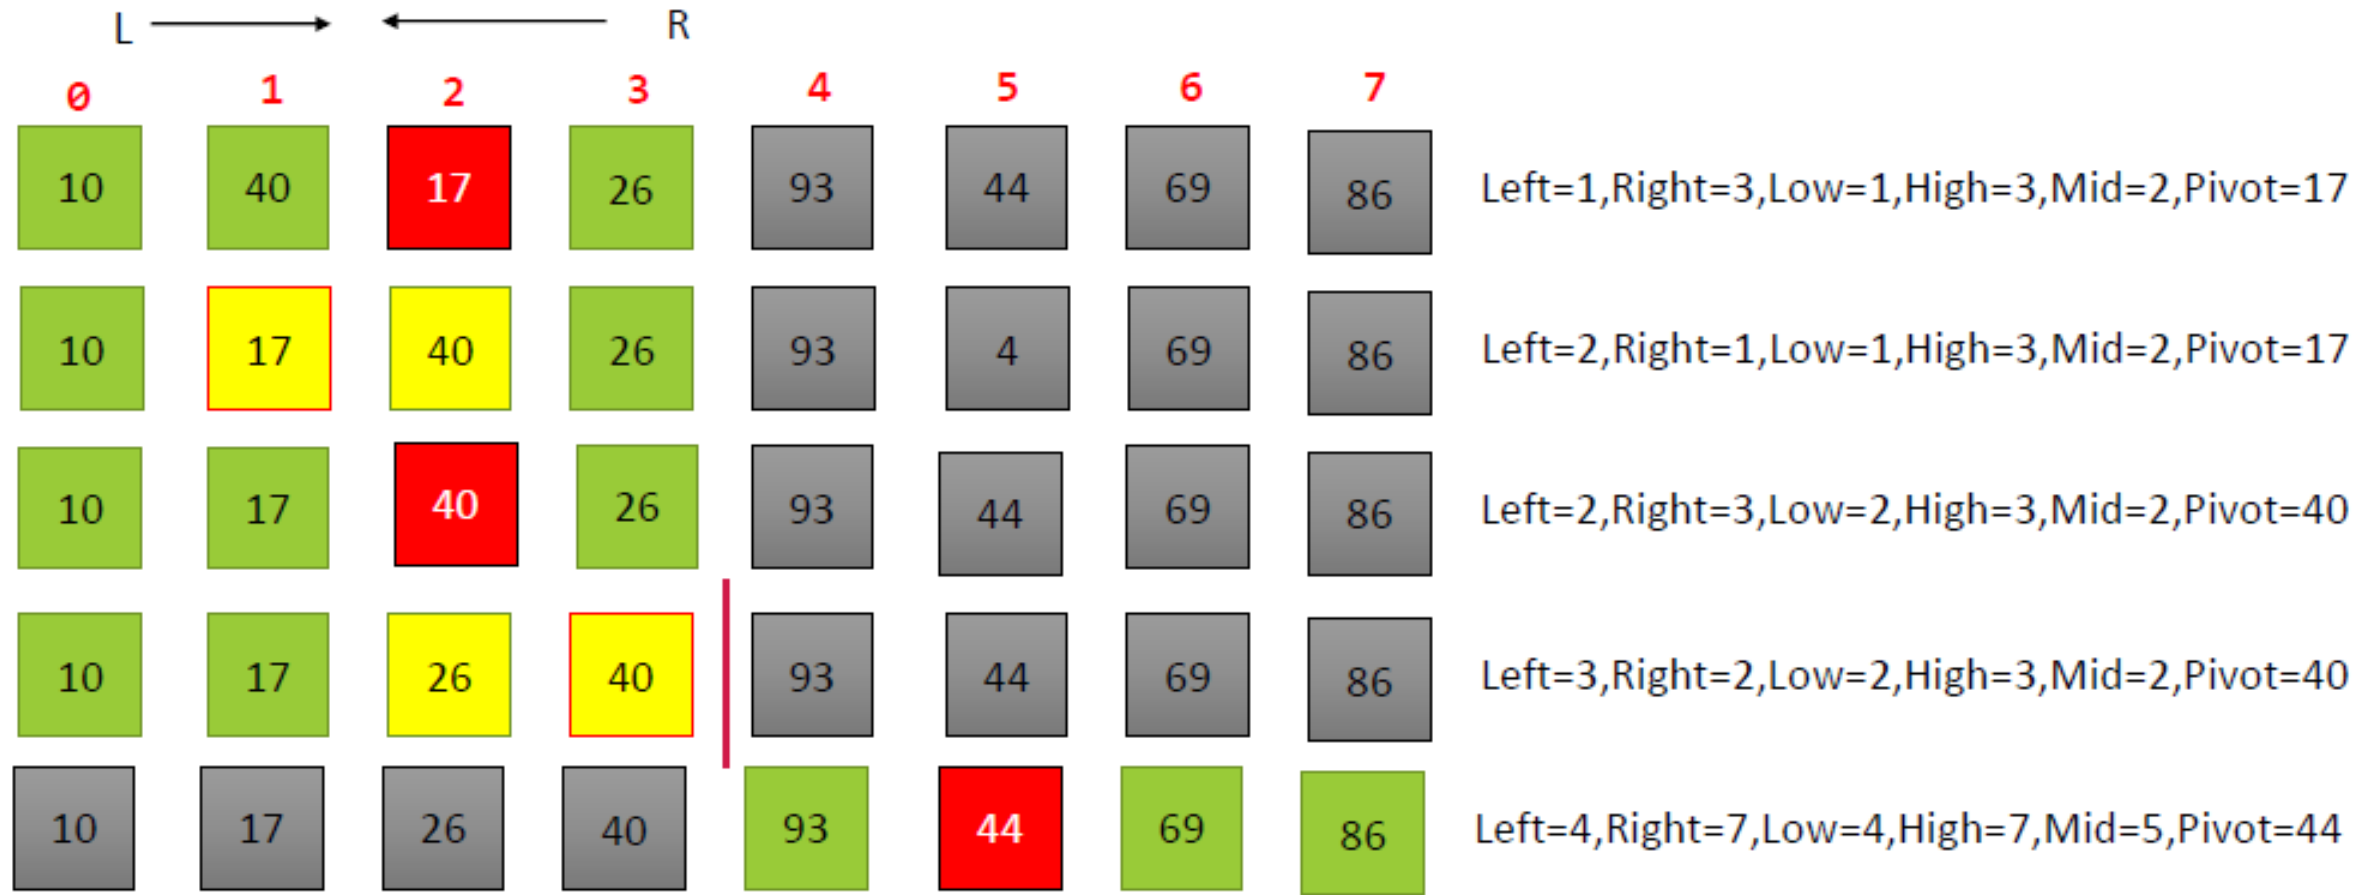 L R
0 1 2 3 4 5 6 7
10 40 17 26 93 44 69 86 Left=1,Right=3,Low=1,High=3,Mid=2,Pivot=17
10 17 40 26 93 4 69 86 Left=2,Right=1,Low=1,High=3,Mid=2,Pivot=17
10 17 40 26 93 44 69 86 Left=2,Right=3,Low=2,High=3,Mid=2,Pivot=40
10 17 26 40 93 44 69 86 Left=3,Right=2,Low=2,High=3,Mid=2,Pivot=40
10 17 26 40 93 44 69 86 Left=4,Right=7,Low=4,High=7,Mid=5,Pivot=44